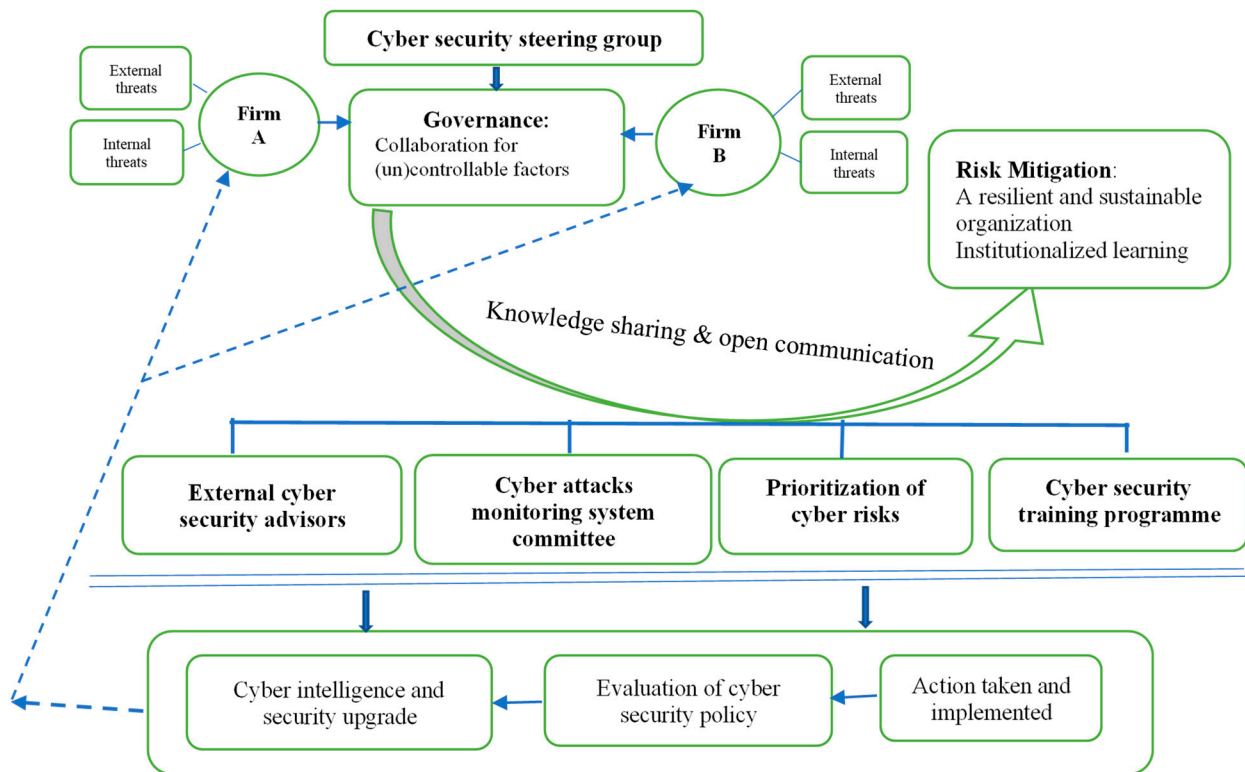 Cyber security steering group
External
threats
Internal
threats
Firm
A
Governance:
Collaboration for
(un)controllable factors
Firm
B
External
threats
Internal
threats
Risk Mitigation:
A resilient and sustainable
organization
Institutionalized learning
Knowledge sharing & open communication
External cyber
security advisors
Cyber attacks
monitoring system
committee
Prioritization of
cyber risks
Cyber security
training programme
Cyber intelligence and
security upgrade
Evaluation of cyber
security policy
Action taken and
implemented